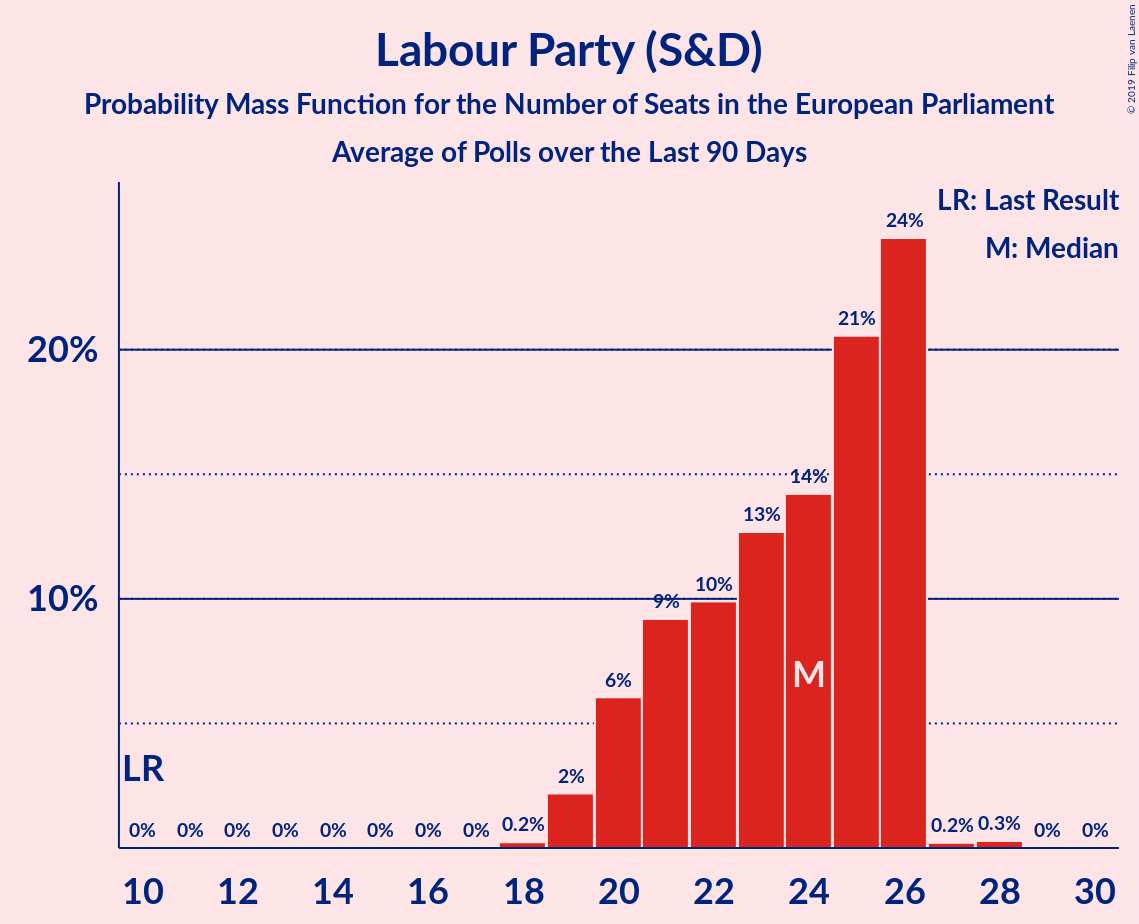 Labour Party (S&D)
Probability Mass Function for the Number of Seats in the European Parliament
Average of Polls over the Last 90 Days
© 2019 Filip van Laenen
LR: Last Result
M: Median
20%
10%
LR
M
0% 0% 0% 0% 0% 0% 0% 0% 0.2% 2% 6% 9% 10% 13% 14% 21% 24% 0.2% 0.3% 0% 0%
10 12 14 16 18 20 22 24 26 28 30